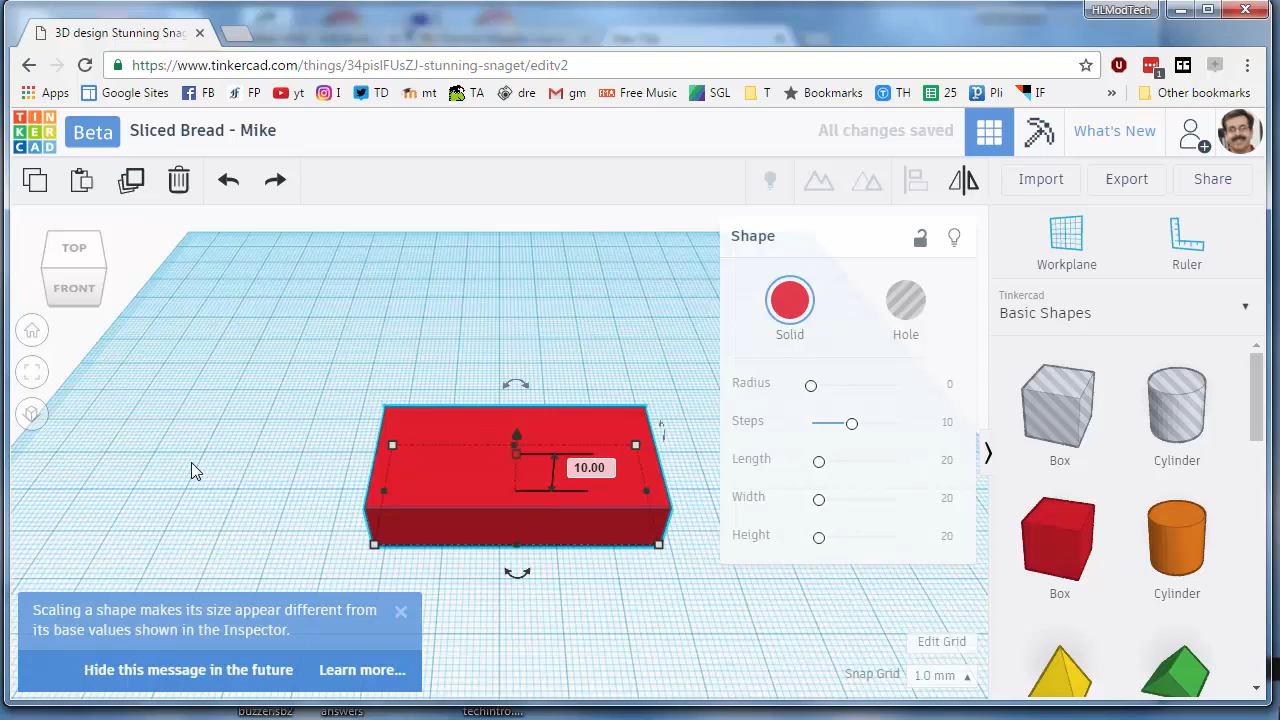 HLModTech
3D design Stunning Snag
https://www.tinkercad.com/things/34pislFUsZJ-stunning-snaget/editv2
Apps Google Sites FB FP yt I TD mt TA dre gm Free Music SGL T Bookmarks TH 25 Pli IF » Other bookmarks
TIN
KER
CAD
Beta
Sliced Bread - Mike
All changes saved
What's New
Import
Export
Share
TOP
FRONT
Shape
Solid
Hole
Radius 0
Steps 10
Length 20
Width 20
Height 20
10.00
Workplane
Ruler
Tinkercad
Basic Shapes
Box
Cylinder
Box
Cylinder
Scaling a shape makes its size appear different from
its base values shown in the Inspector.
Hide this message in the future
Learn more...
Edit Grid
Snap Grid 1.0 mm
buzzersb2
answers
techintro....